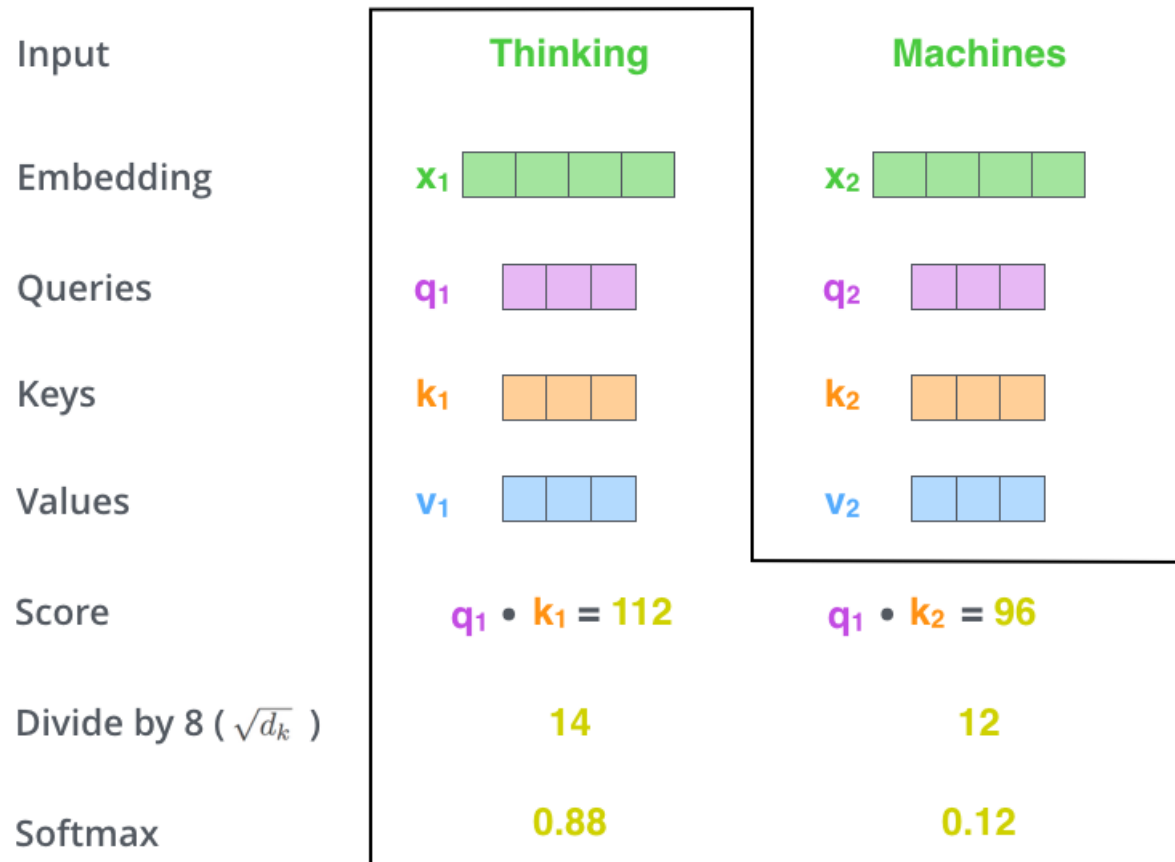 Input Thinking Machines
Embedding x₁ x₂
Queries q₁ q₂
Keys k₁ k₂
Values v₁ v₂
Score q₁ • k₁ = 112 q₁ • k₂ = 96
Divide by 8 ( √dₖ ) 14 12
Softmax 0.88 0.12